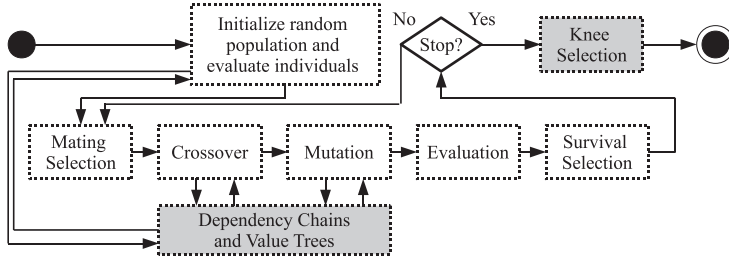 Initialize random
population and
evaluate individuals
No
Yes
Stop?
Knee
Selection
Mating
Selection
Crossover
Mutation
Evaluation
Survival
Selection
Dependency Chains
and Value Trees